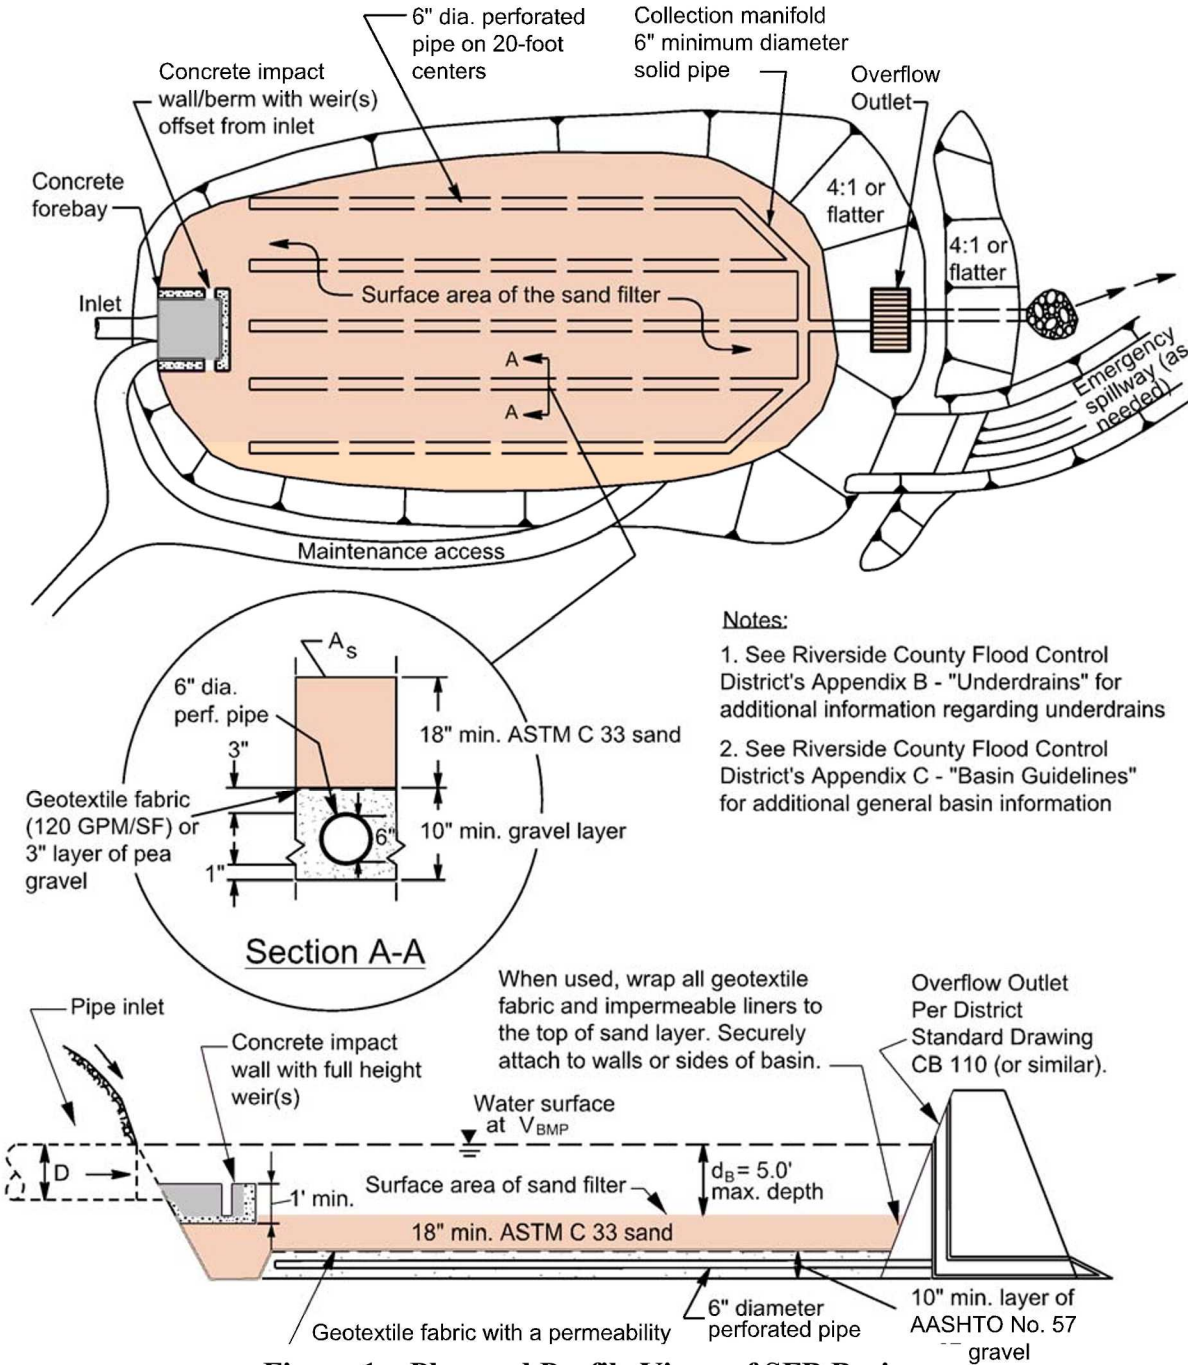 6" dia. perforated
pipe on 20-foot
centers
Collection manifold
6" minimum diameter
solid pipe
Overflow
Outlet
Concrete impact
wall/berm with weir(s)
offset from inlet
Concrete
forebay
4:1 or
flatter
4:1 or
flatter
Inlet
Surface area of the sand filter
A
A
Emergency
spillway (as
needed)
Maintenance access
Notes:
1. See Riverside County Flood Control
District's Appendix B - "Underdrains" for
additional information regarding underdrains
2. See Riverside County Flood Control
District's Appendix C - "Basin Guidelines"
for additional general basin information
As
6" dia.
perf. pipe
18" min. ASTM C 33 sand
3"
Geotextile fabric
(120 GPM/SF) or
3" layer of pea
gravel
6"
10" min. gravel layer
1"
Section A-A
When used, wrap all geotextile
fabric and impermeable liners to
the top of sand layer. Securely
attach to walls or sides of basin.
Overflow Outlet
Per District
Standard Drawing
CB 110 (or similar).
Pipe inlet
Concrete impact
wall with full height
weir(s)
Water surface
at VBMP
D
1' min.
Surface area of sand filter
dB= 5.0'
max. depth
18" min. ASTM C 33 sand
6" diameter
perforated pipe
10" min. layer of
AASHTO No. 57
gravel
Geotextile fabric with a permeability